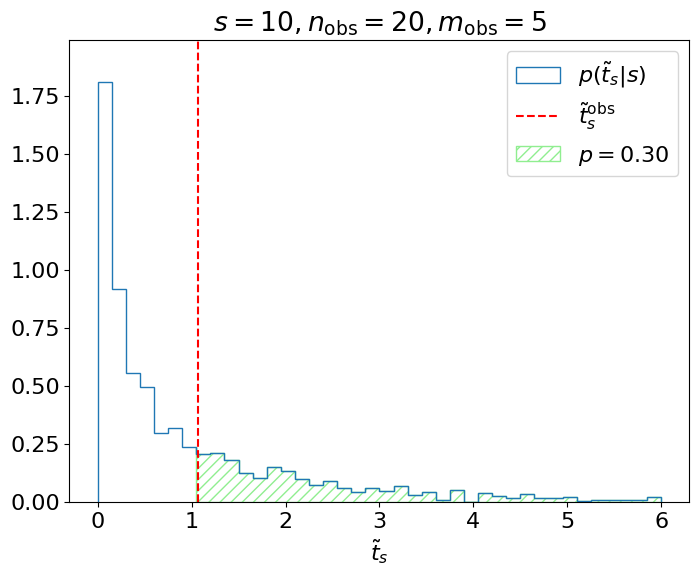 s = 10, n_obs = 20, m_obs = 5
p(t̃_s|s)
t̃_s^obs
p = 0.30
1.75
1.50
1.25
1.00
0.75
0.50
0.25
0.00
0 1 2 3 4 5 6
t̃_s